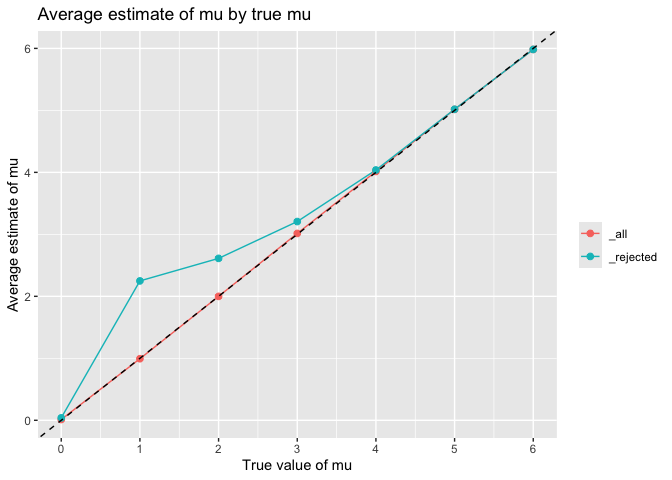 Average estimate of mu by true mu
Average estimate of mu
6
4
2
0
0 1 2 3 4 5 6
True value of mu
_all
_rejected